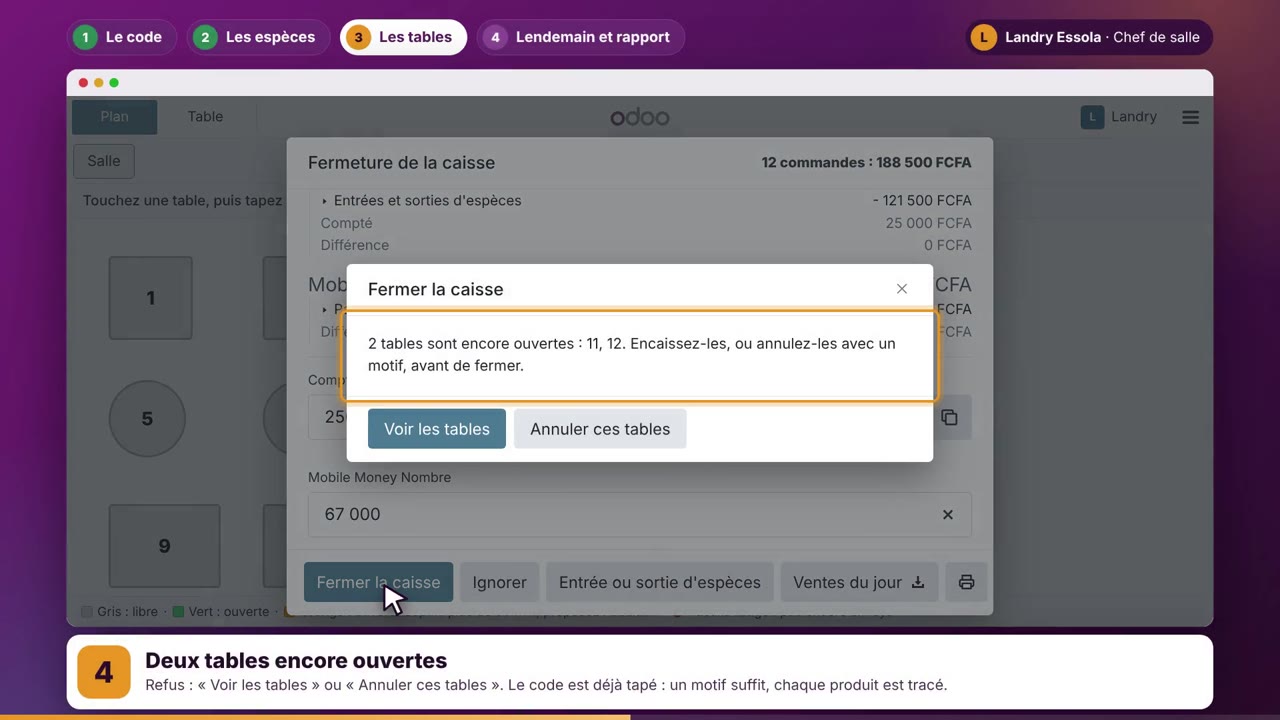 1 Le code
2 Les espèces
3 Les tables
4 Lendemain et rapport
L Landry Essola · Chef de salle
Plan
Table
odoo
L Landry
Salle
Fermeture de la caisse
12 commandes : 188 500 FCFA
Touchez une table, puis tapez
Entrées et sorties d'espèces
- 121 500 FCFA
Compté
25 000 FCFA
Différence
0 FCFA
1
Fermer la caisse
FCFA
2 tables sont encore ouvertes : 11, 12. Encaissez-les, ou annulez-les avec un
motif, avant de fermer.
5
Voir les tables
Annuler ces tables
Mobile Money Nombre
67 000
9
Fermer la caisse
Ignorer
Entrée ou sortie d'espèces
Ventes du jour
Gris : libre · Vert : ouverte ·
4
Deux tables encore ouvertes
Refus : « Voir les tables » ou « Annuler ces tables ». Le code est déjà tapé : un motif suffit, chaque produit est tracé.